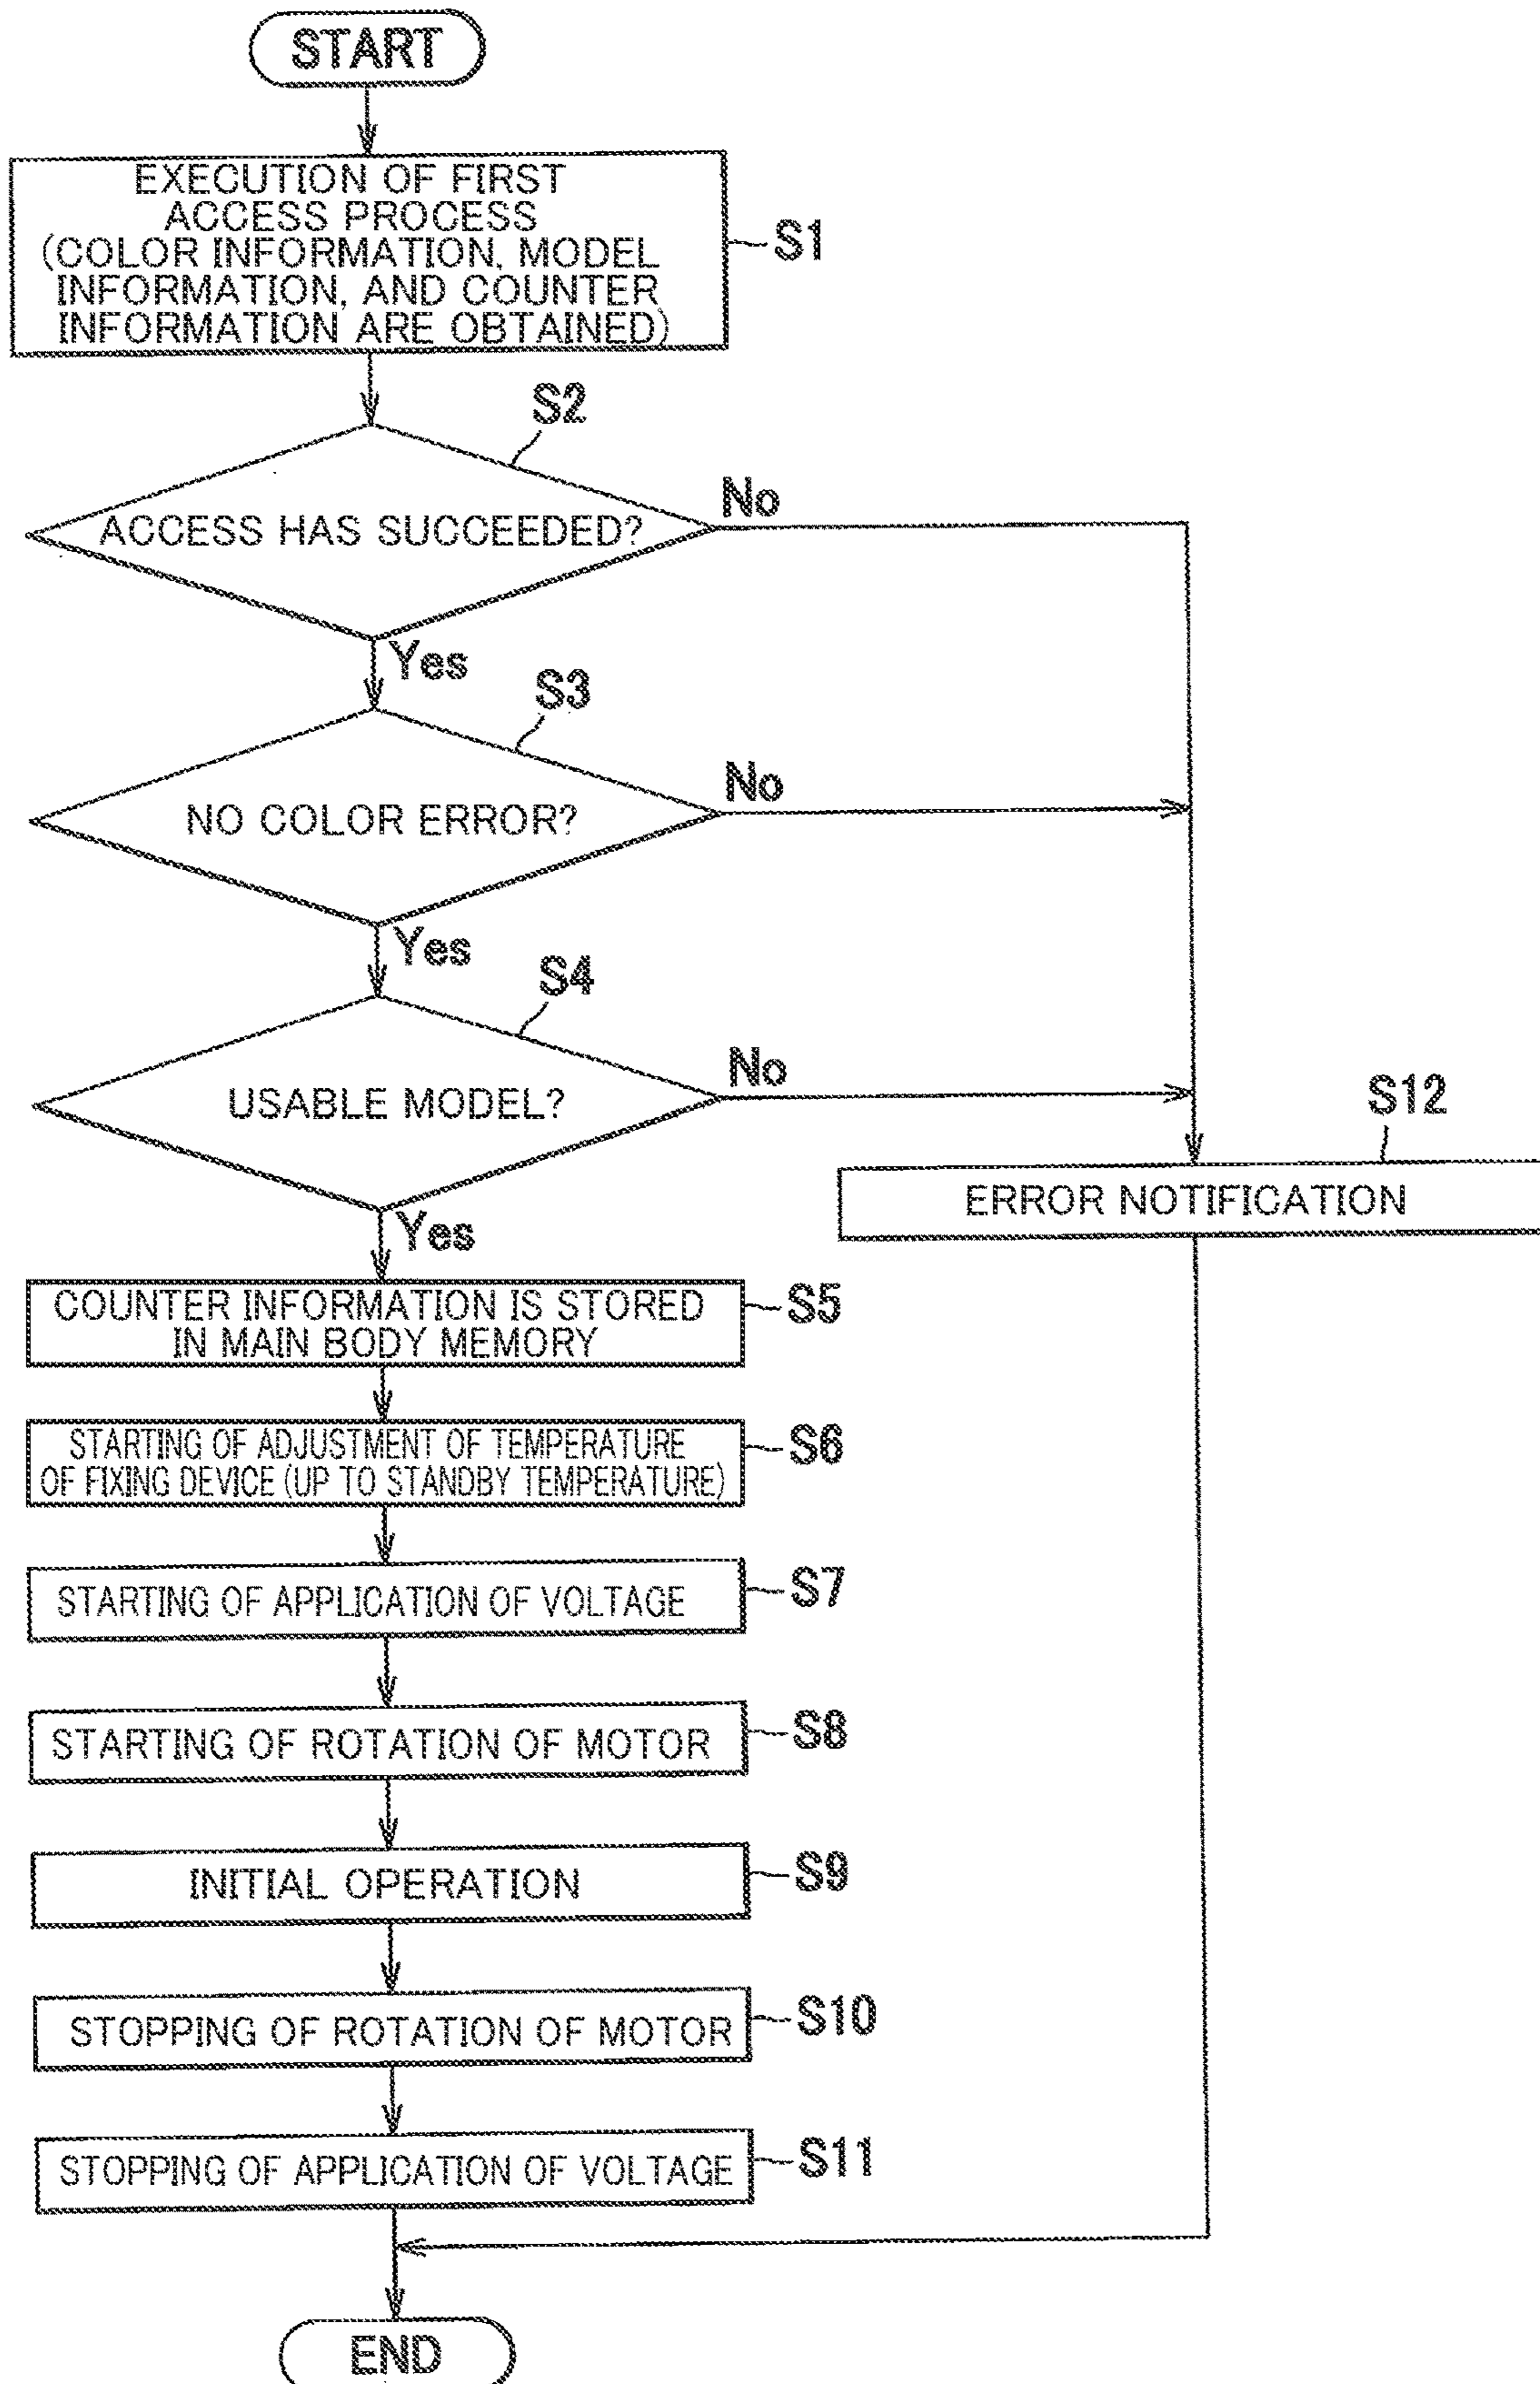 START
EXECUTION OF FIRST
ACCESS PROCESS
(COLOR INFORMATION, MODEL
INFORMATION, AND COUNTER
INFORMATION ARE OBTAINED)
S1
S2
ACCESS HAS SUCCEEDED?
No
Yes
S3
NO COLOR ERROR?
No
Yes
S4
USABLE MODEL?
No
Yes
S12
ERROR NOTIFICATION
COUNTER INFORMATION IS STORED
IN MAIN BODY MEMORY
S5
STARTING OF ADJUSTMENT OF TEMPERATURE
OF FIXING DEVICE (UP TO STANDBY TEMPERATURE)
S6
STARTING OF APPLICATION OF VOLTAGE
S7
STARTING OF ROTATION OF MOTOR
S8
INITIAL OPERATION
S9
STOPPING OF ROTATION OF MOTOR
S10
STOPPING OF APPLICATION OF VOLTAGE
S11
END